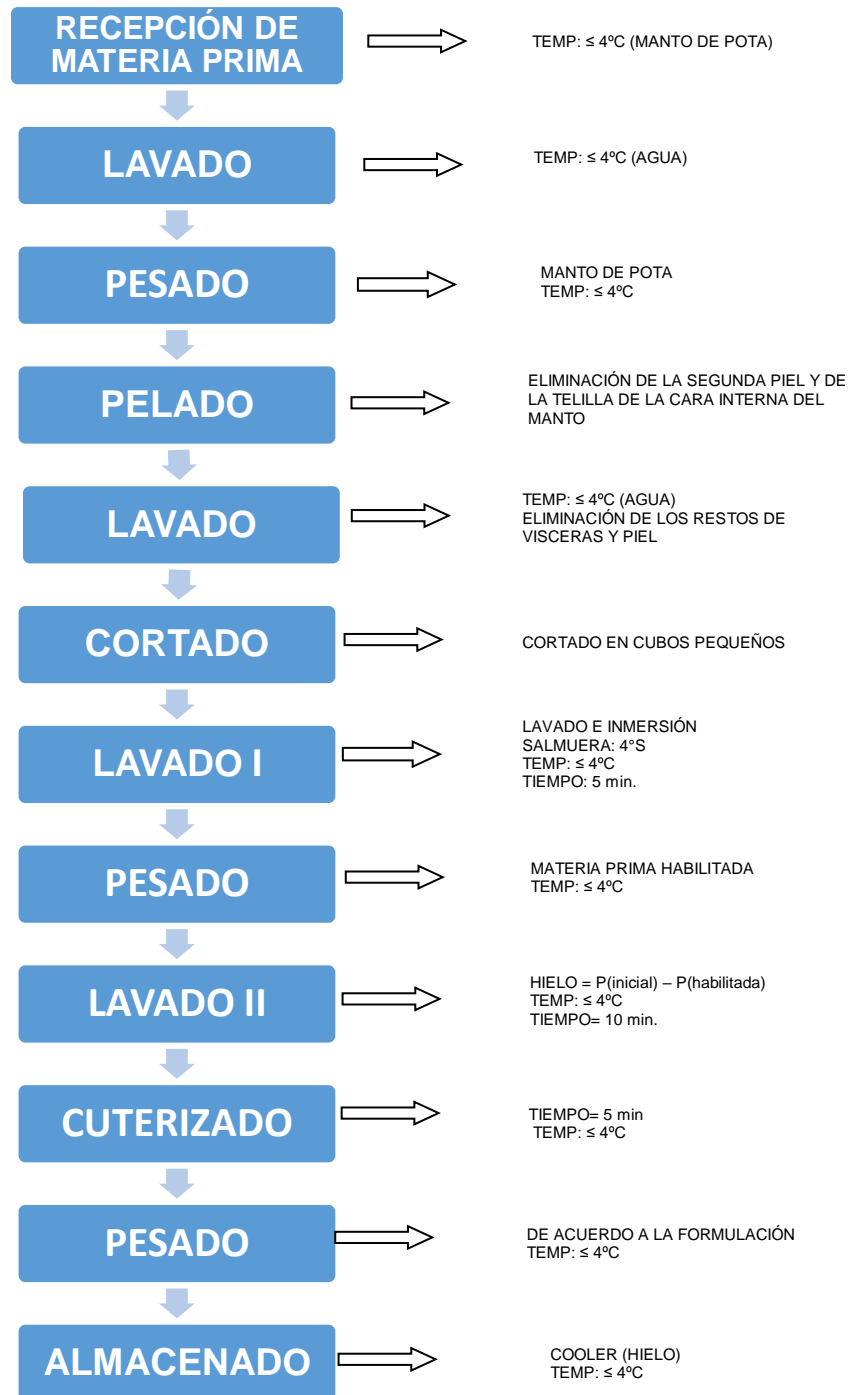 RECEPCIÓN DE
MATERIA PRIMA
TEMP: ≤ 4ºC (MANTO DE POTA)
LAVADO
TEMP: ≤ 4ºC (AGUA)
PESADO
MANTO DE POTA
TEMP: ≤ 4ºC
PELADO
ELIMINACIÓN DE LA SEGUNDA PIEL Y DE
LA TELILLA DE LA CARA INTERNA DEL
MANTO
LAVADO
TEMP: ≤ 4ºC (AGUA)
ELIMINACIÓN DE LOS RESTOS DE
VISCERAS Y PIEL
CORTADO
CORTADO EN CUBOS PEQUEÑOS
LAVADO I
LAVADO E INMERSIÓN
SALMUERA: 4°S
TEMP: ≤ 4ºC
TIEMPO: 5 min.
PESADO
MATERIA PRIMA HABILITADA
TEMP: ≤ 4ºC
LAVADO II
HIELO = P(inicial) – P(habilitada)
TEMP: ≤ 4ºC
TIEMPO= 10 min.
CUTERIZADO
TIEMPO= 5 min
TEMP: ≤ 4ºC
PESADO
DE ACUERDO A LA FORMULACIÓN
TEMP: ≤ 4ºC
ALMACENADO
COOLER (HIELO)
TEMP: ≤ 4ºC